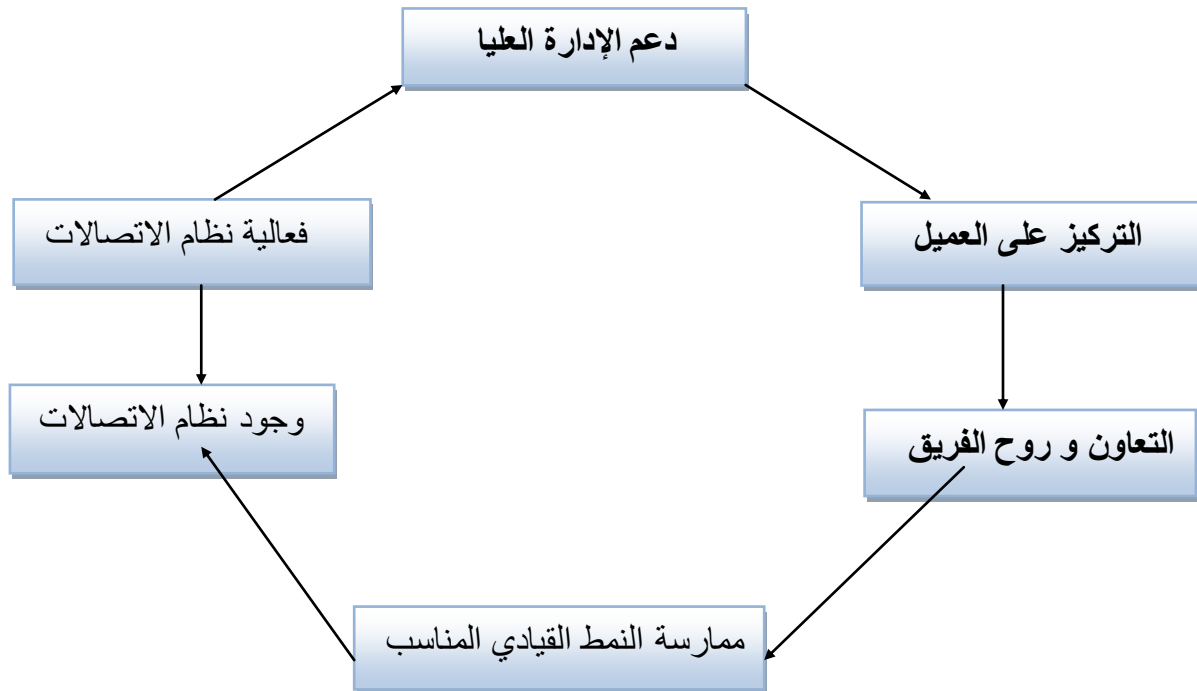 دعم الإدارة العليا
التركيز على العميل
فعالية نظام الاتصالات
التعاون و روح الفريق
وجود نظام الاتصالات
ممارسة النمط القيادي المناسب